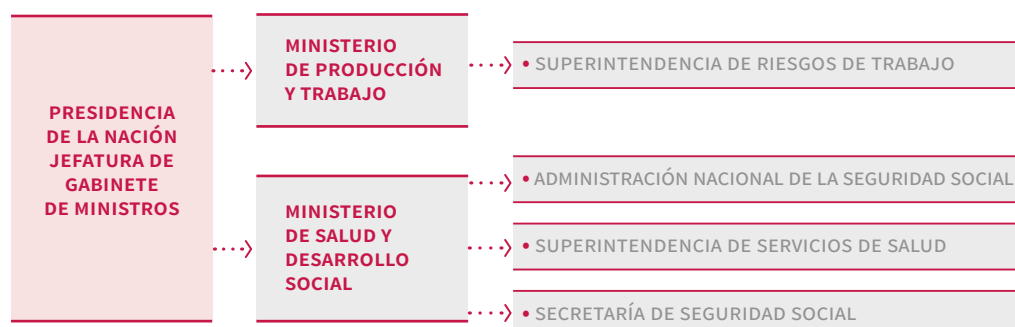 PRESIDENCIA
DE LA NACIÓN
JEFATURA DE
GABINETE
DE MINISTROS
MINISTERIO
DE PRODUCCIÓN
Y TRABAJO
• SUPERINTENDENCIA DE RIESGOS DE TRABAJO
MINISTERIO
DE SALUD Y
DESARROLLO
SOCIAL
• ADMINISTRACIÓN NACIONAL DE LA SEGURIDAD SOCIAL
• SUPERINTENDENCIA DE SERVICIOS DE SALUD
• SECRETARÍA DE SEGURIDAD SOCIAL